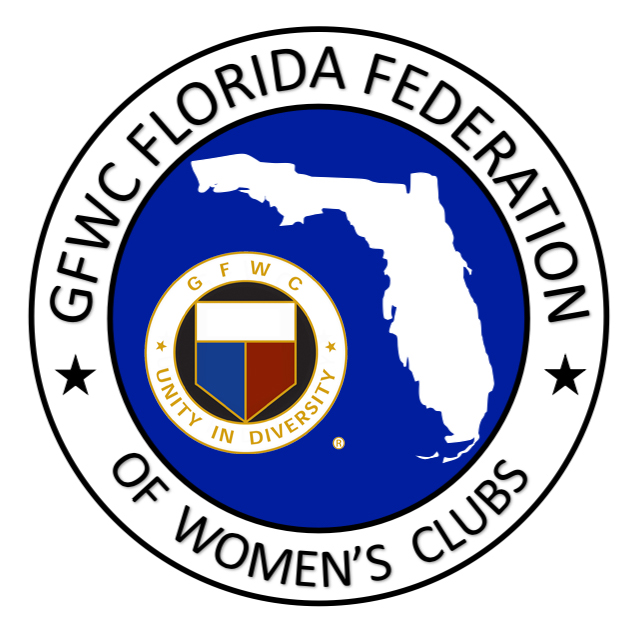 GFWC FLORIDA FEDERATION
OF WOMEN'S CLUBS
GFWC
UNITY IN DIVERSITY
®